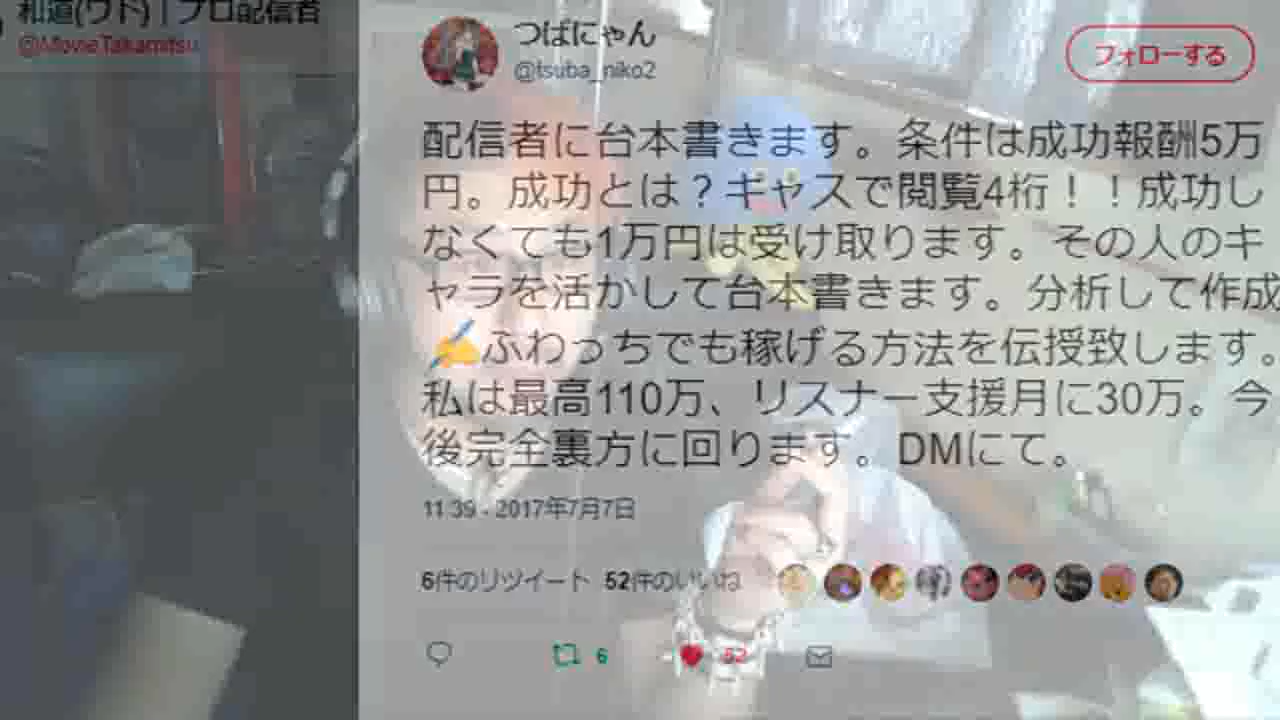 和道(ワト) | プロ配信者
@MovieTakamitsu
つばにゃん
@tsuba_niko2
フォローする
配信者に台本書きます。条件は成功報酬5万
円。成功とは？キャスで閲覧4桁！！成功し
なくても1万円は受け取ります。その人のキ
ャラを活かして台本書きます。分析して作成
✍ふわっちでも稼げる方法を伝授致します。
私は最高110万、リスナー支援月に30万。今
後完全裏方に回ります。DMにて。
11:39 - 2017年7月7日
6件のリツイート 52件のいいね
6 52